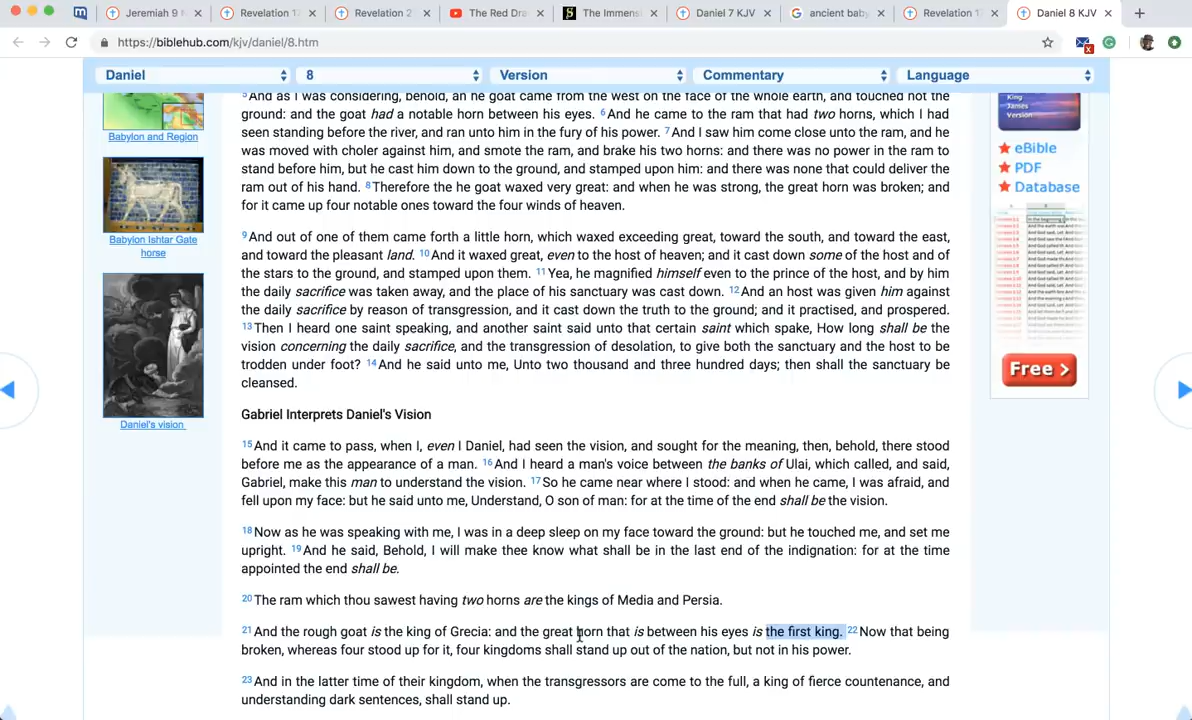 Jeremiah 9
Revelation 1
Revelation 2
The Red Dra
The Immens
Daniel 7 KJV
ancient bab
Revelation 1
Daniel 8 KJV
https://biblehub.com/kjv/daniel/8.htm
Daniel
8
Version
Commentary
Language
5And as I was considering, behold, an he goat came from the west on the face of the whole earth, and touched not the
ground: and the goat had a notable horn between his eyes. 6And he came to the ram that had two horns, which I had
seen standing before the river, and ran unto him in the fury of his power. 7And I saw him come close unto the ram, and he
was moved with choler against him, and smote the ram, and brake his two horns: and there was no power in the ram to
stand before him, but he cast him down to the ground, and stamped upon him: and there was none that could deliver the
ram out of his hand. 8Therefore the he goat waxed very great: and when he was strong, the great horn was broken; and
for it came up four notable ones toward the four winds of heaven.
9And out of one of them came forth a little horn, which waxed exceeding great, toward the south, and toward the east,
and toward the pleasant land. 10And it waxed great, even to the host of heaven; and it cast down some of the host and of
the stars to the ground, and stamped upon them. 11Yea, he magnified himself even to the prince of the host, and by him
the daily sacrifice was taken away, and the place of his sanctuary was cast down. 12And an host was given him against
the daily sacrifice by reason of transgression, and it cast down the truth to the ground; and it practised, and prospered.
13Then I heard one saint speaking, and another saint said unto that certain saint which spake, How long shall be the
vision concerning the daily sacrifice, and the transgression of desolation, to give both the sanctuary and the host to be
trodden under foot? 14And he said unto me, Unto two thousand and three hundred days; then shall the sanctuary be
cleansed.
Gabriel Interprets Daniel's Vision
15And it came to pass, when I, even I Daniel, had seen the vision, and sought for the meaning, then, behold, there stood
before me as the appearance of a man. 16And I heard a man's voice between the banks of Ulai, which called, and said,
Gabriel, make this man to understand the vision. 17So he came near where I stood: and when he came, I was afraid, and
fell upon my face: but he said unto me, Understand, O son of man: for at the time of the end shall be the vision.
18Now as he was speaking with me, I was in a deep sleep on my face toward the ground: but he touched me, and set me
upright. 19And he said, Behold, I will make thee know what shall be in the last end of the indignation: for at the time
appointed the end shall be.
20The ram which thou sawest having two horns are the kings of Media and Persia.
21And the rough goat is the king of Grecia: and the great horn that is between his eyes is the first king. 22Now that being
broken, whereas four stood up for it, four kingdoms shall stand up out of the nation, but not in his power.
23And in the latter time of their kingdom, when the transgressors are come to the full, a king of fierce countenance, and
understanding dark sentences, shall stand up.
Babylon and Region
Babylon Ishtar Gate
horse
Daniel's vision
King
James
Version
eBible
PDF
Database
Free >